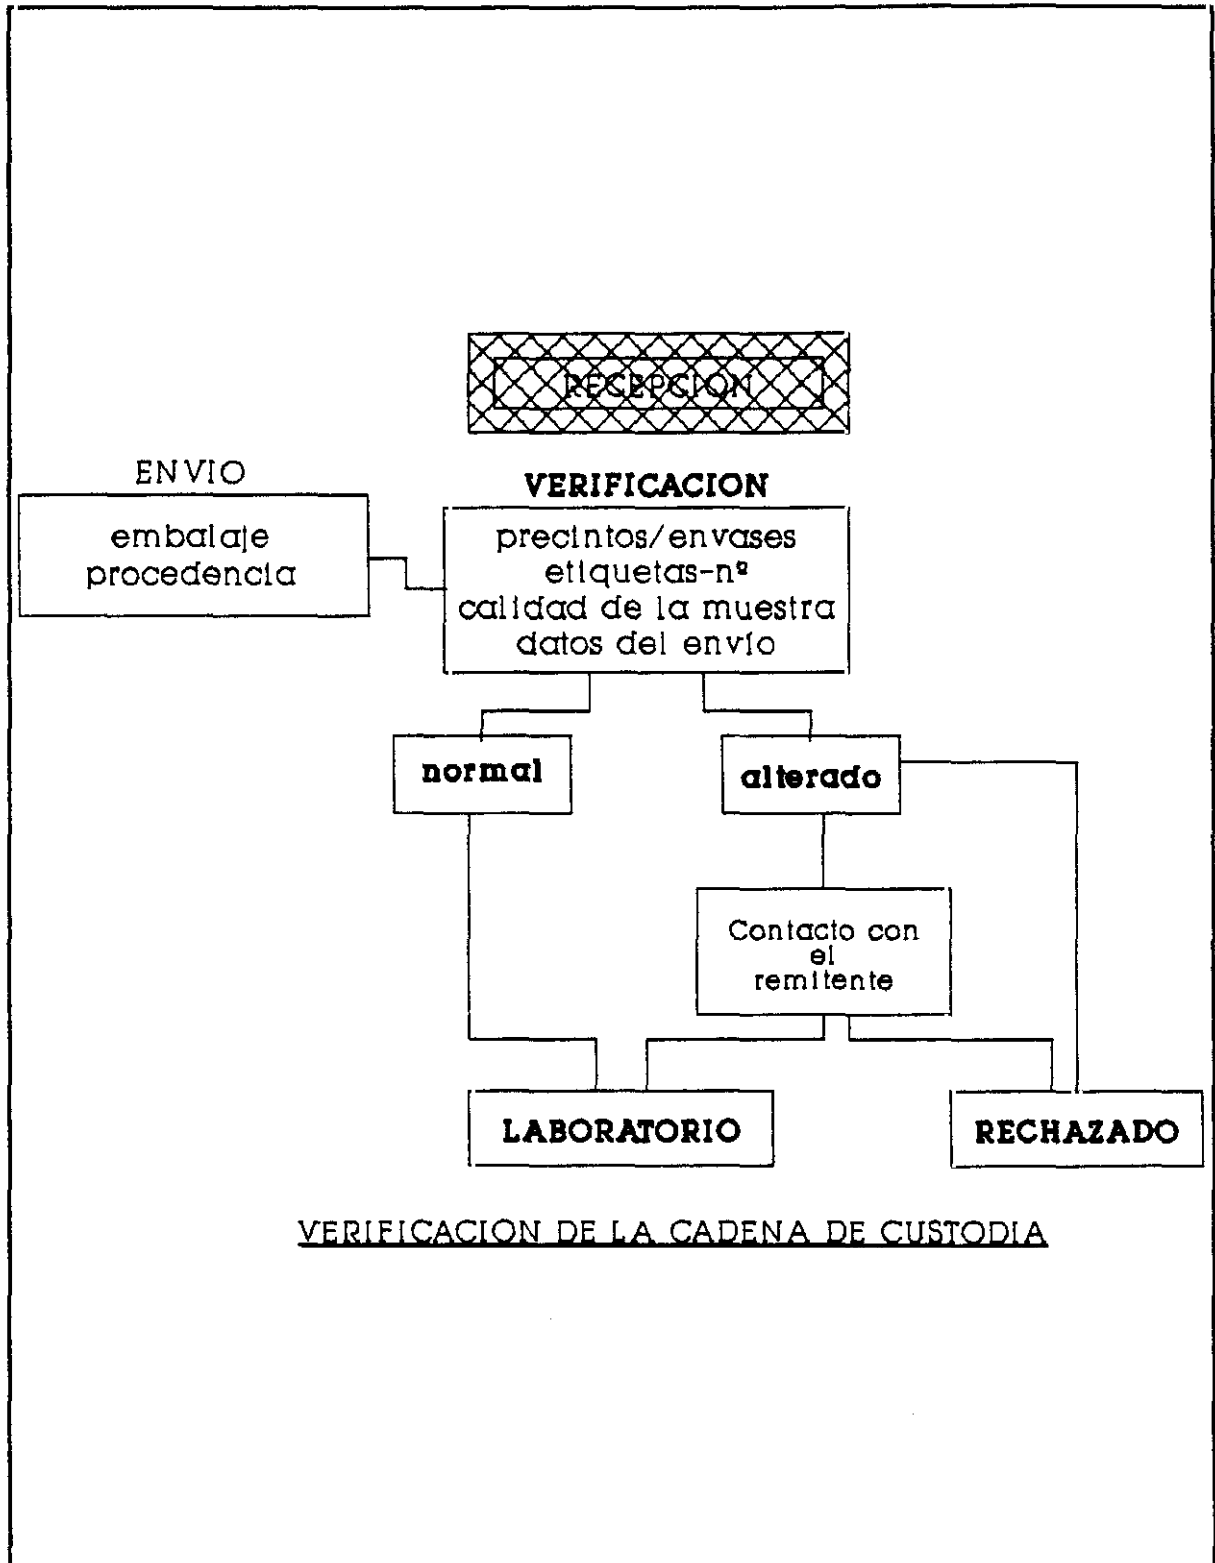 RECEPCION
ENVIO
embalaje
procedencia
VERIFICACION
precintos/envases
etiquetas-nº
calidad de la muestra
datos del envío
normal
alterado
Contacto con
el
remitente
LABORATORIO
RECHAZADO
VERIFICACION DE LA CADENA DE CUSTODIA